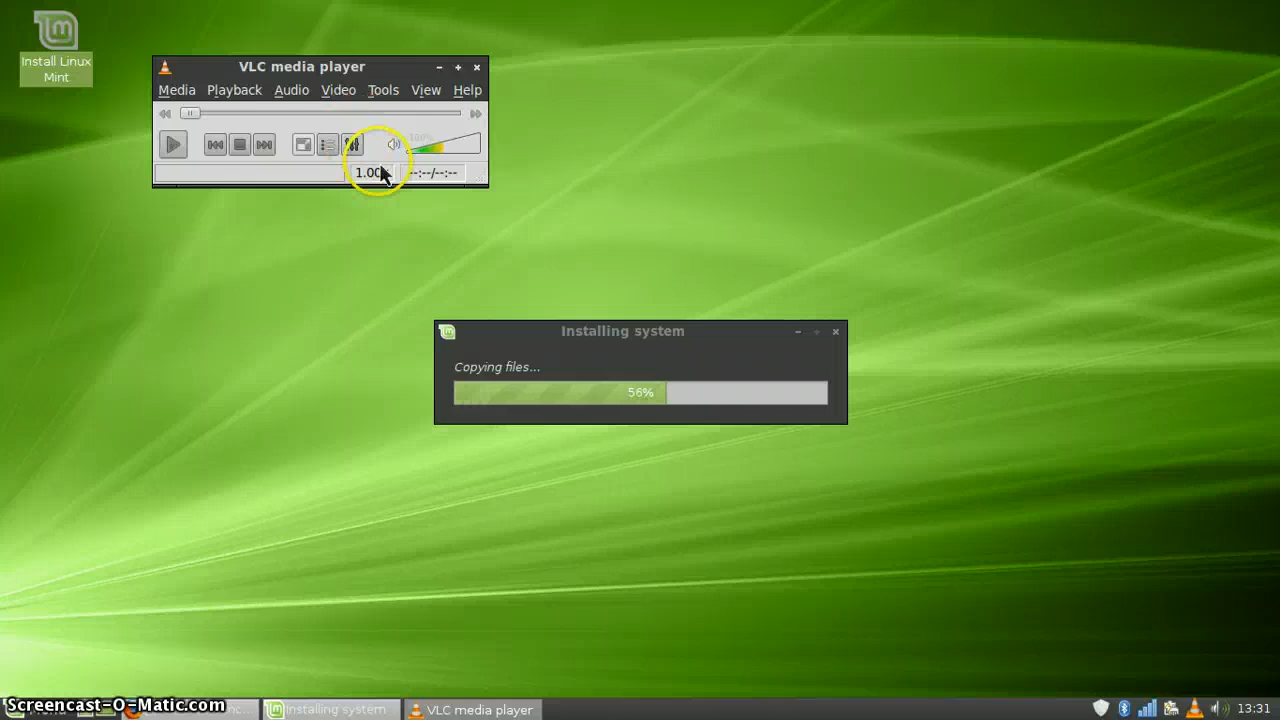 Install Linux
Mint
VLC media player
Media Playback Audio Video Tools View Help
100%
1.00x
--:--/--:--
Installing system
Copying files...
56%
Screencast-O-Matic.com
Installing system
VLC media player
13:31